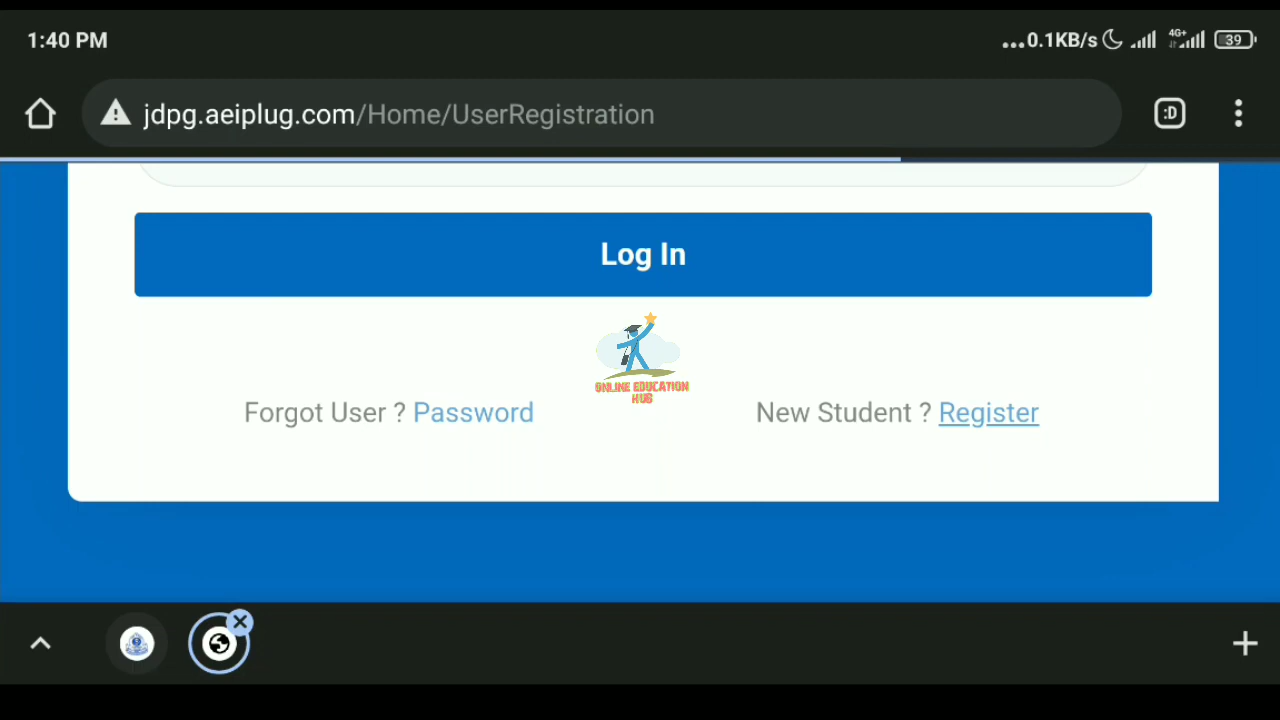 1:40 PM
...0.1KB/s 4G+ 39
jdpg.aeiplug.com/Home/UserRegistration
:D
Log In
ONLINE EDUCATION
HUB
Forgot User ? Password
New Student ? Register